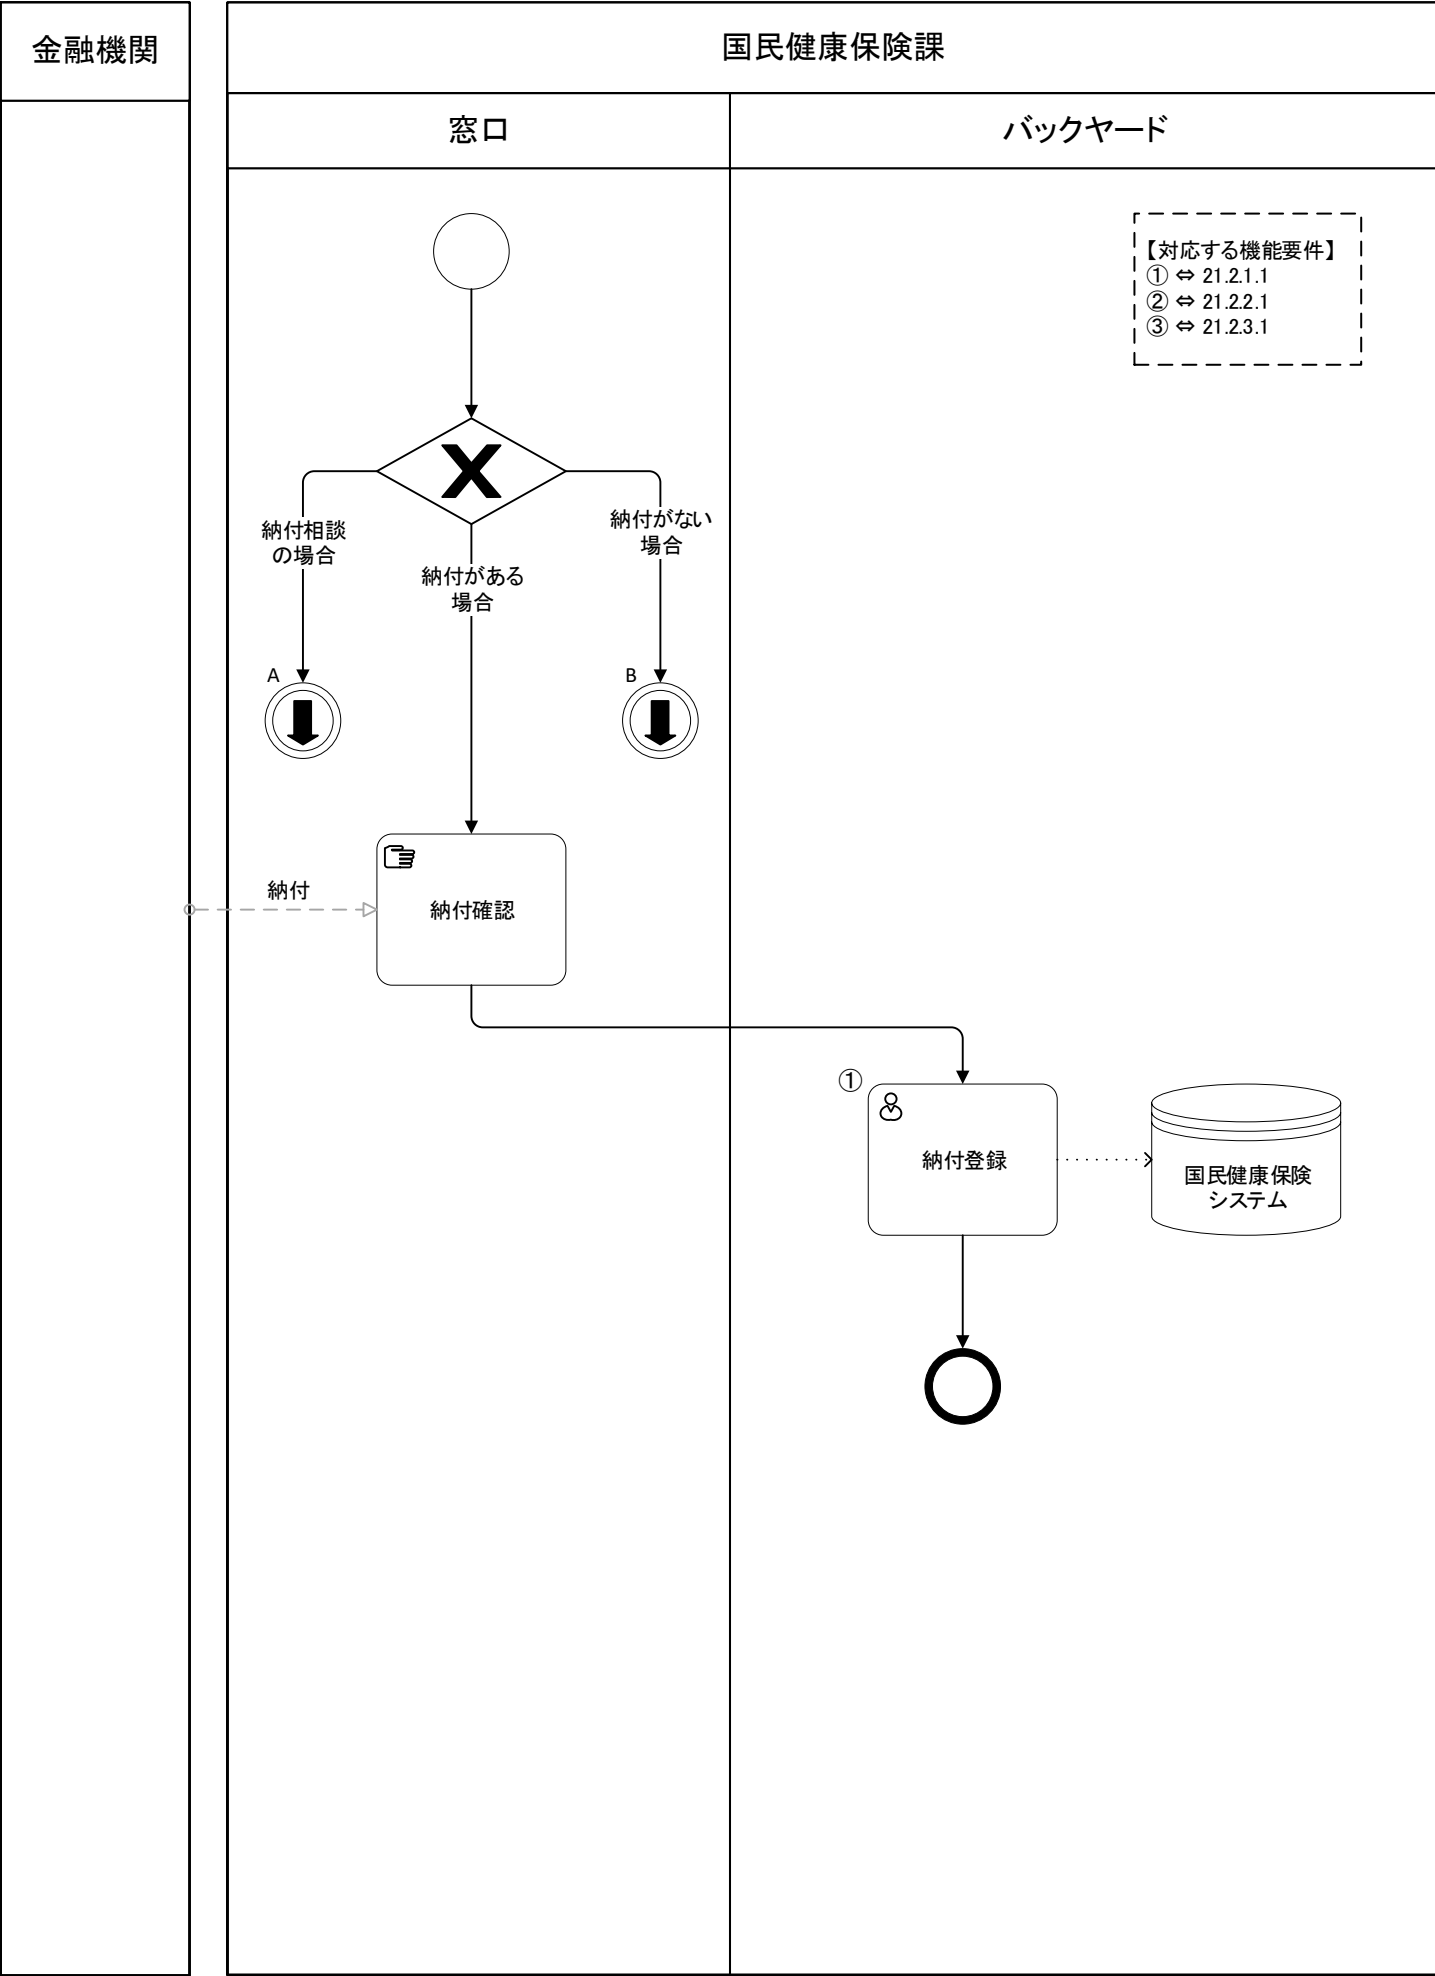 金融機関
国民健康保険課
窓口
バックヤード
【対応する機能要件】
① ⇔ 21.2.1.1
② ⇔ 21.2.2.1
③ ⇔ 21.2.3.1
納付相談
の場合
納付がある
場合
納付がない
場合
A
B
納付
納付確認
①
納付登録
国民健康保険
システム